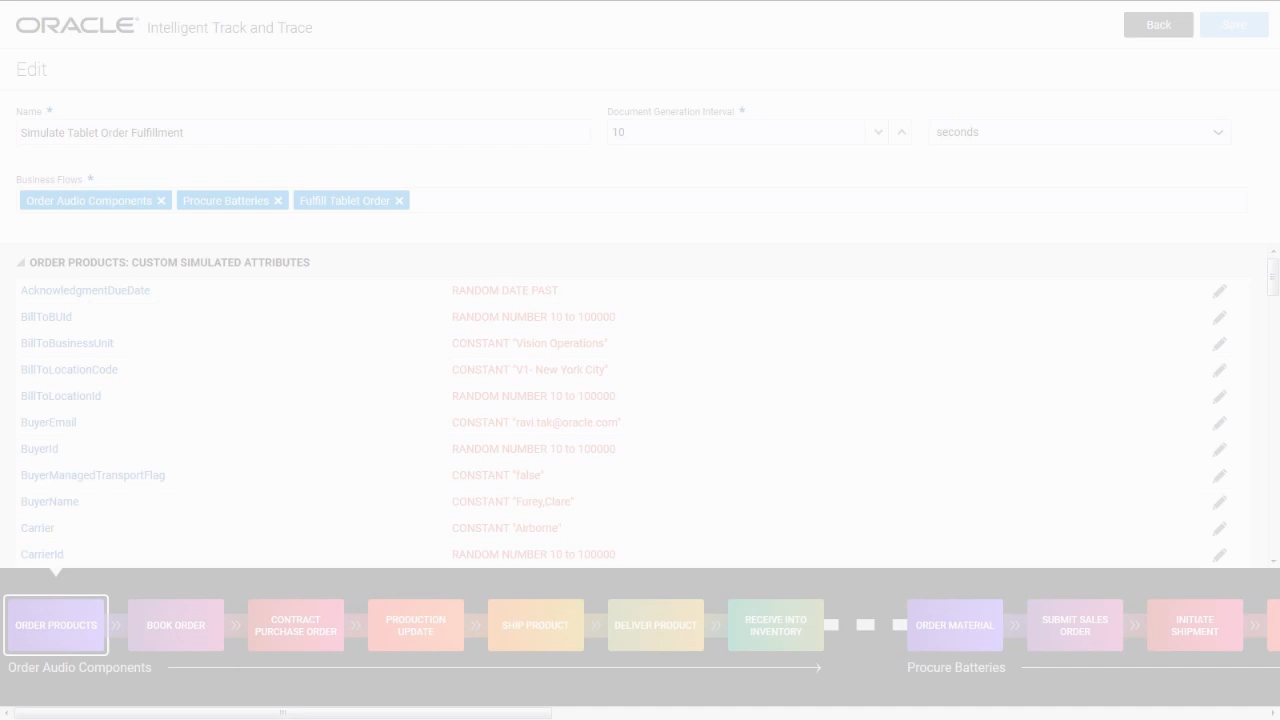 ORACLE Intelligent Track and Trace
Back
Save
Edit
Name *
Document Generation Interval *
Simulate Tablet Order Fulfillment
10
seconds
Business Flows *
Order Audio Components ×
Procure Batteries ×
Fulfill Tablet Order ×
ORDER PRODUCTS: CUSTOM SIMULATED ATTRIBUTES
AcknowledgmentDueDate RANDOM DATE PAST
BillToBUId RANDOM NUMBER 10 to 100000
BillToBusinessUnit CONSTANT "Vision Operations"
BillToLocationCode CONSTANT "V1- New York City"
BillToLocationId RANDOM NUMBER 10 to 100000
BuyerEmail CONSTANT "ravi.tak@oracle.com"
BuyerId RANDOM NUMBER 10 to 100000
BuyerManagedTransportFlag CONSTANT "false"
BuyerName CONSTANT "Furey,Clare"
Carrier CONSTANT "Airborne"
CarrierId RANDOM NUMBER 10 to 100000
ORDER PRODUCTS
BOOK ORDER
CONTRACT
PURCHASE ORDER
PRODUCTION
UPDATE
SHIP PRODUCT
DELIVER PRODUCT
RECEIVE INTO
INVENTORY
ORDER MATERIAL
SUBMIT SALES
ORDER
INITIATE
SHIPMENT
Order Audio Components
Procure Batteries